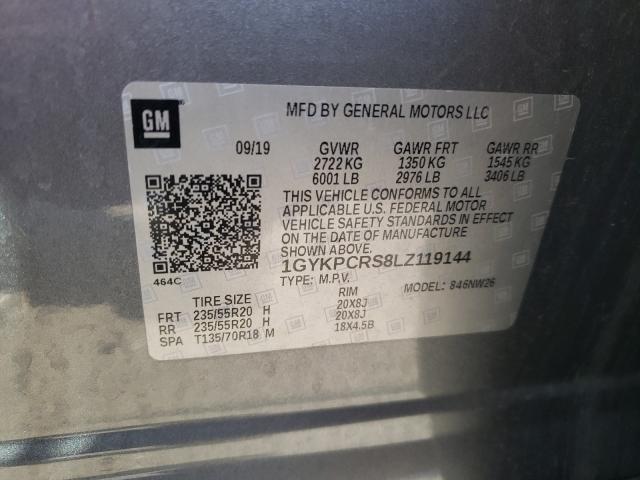 GM
MFD BY GENERAL MOTORS LLC
09/19 GVWR GAWR FRT GAWR RR
2722 KG 1350 KG 1545 KG
6001 LB 2976 LB 3406 LB
THIS VEHICLE CONFORMS TO ALL
APPLICABLE U.S. FEDERAL MOTOR
VEHICLE SAFETY STANDARDS IN EFFECT
ON THE DATE OF MANUFACTURE
SHOWN ABOVE.
1GYKPCRS8LZ119144
464C
TYPE: M.P.V. MODEL: 846NW26
TIRE SIZE RIM
FRT 235/55R20 H 20X8J
RR 235/55R20 H 20X8J
SPA T135/70R18 M 18X4.5B